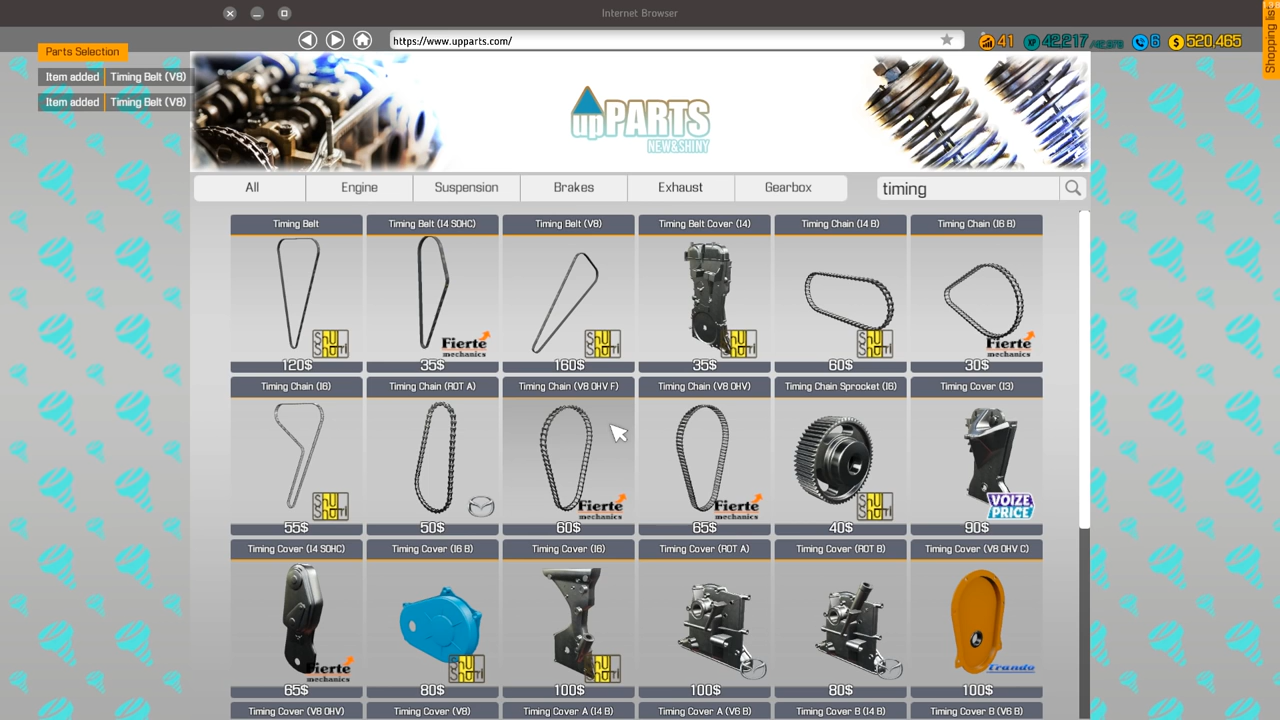 Internet Browser
Shopping list
https://www.upparts.com/
41
42,217
6
520,465
Parts Selection
Item added Timing Belt (V8)
Item added Timing Belt (V8)
upPARTS
NEW&SHINY
All Engine Suspension Brakes Exhaust Gearbox
timing
Timing Belt Timing Belt (I4 SOHC) Timing Belt (V8) Timing Belt Cover (I4) Timing Chain (I4 B) Timing Chain (I6 B)
Fierte mechanics
Fierte mechanics
120$ 35$ 160$ 35$ 60$ 30$
Timing Chain (I6) Timing Chain (ROT A) Timing Chain (V8 OHV F) Timing Chain (V8 OHV) Timing Chain Sprocket (I6) Timing Cover (I3)
Fierte mechanics
Fierte mechanics
VOIZE PRICE
55$ 50$ 60$ 65$ 40$ 90$
Timing Cover (I4 SOHC) Timing Cover (I6 B) Timing Cover (I6) Timing Cover (ROT A) Timing Cover (ROT B) Timing Cover (V8 OHV C)
Fierte mechanics
Crando
65$ 80$ 100$ 100$ 80$ 100$
Timing Cover (V8 OHV) Timing Cover (V8) Timing Cover A (I4 B) Timing Cover A (V6 B) Timing Cover B (I4 B) Timing Cover B (V6 B)